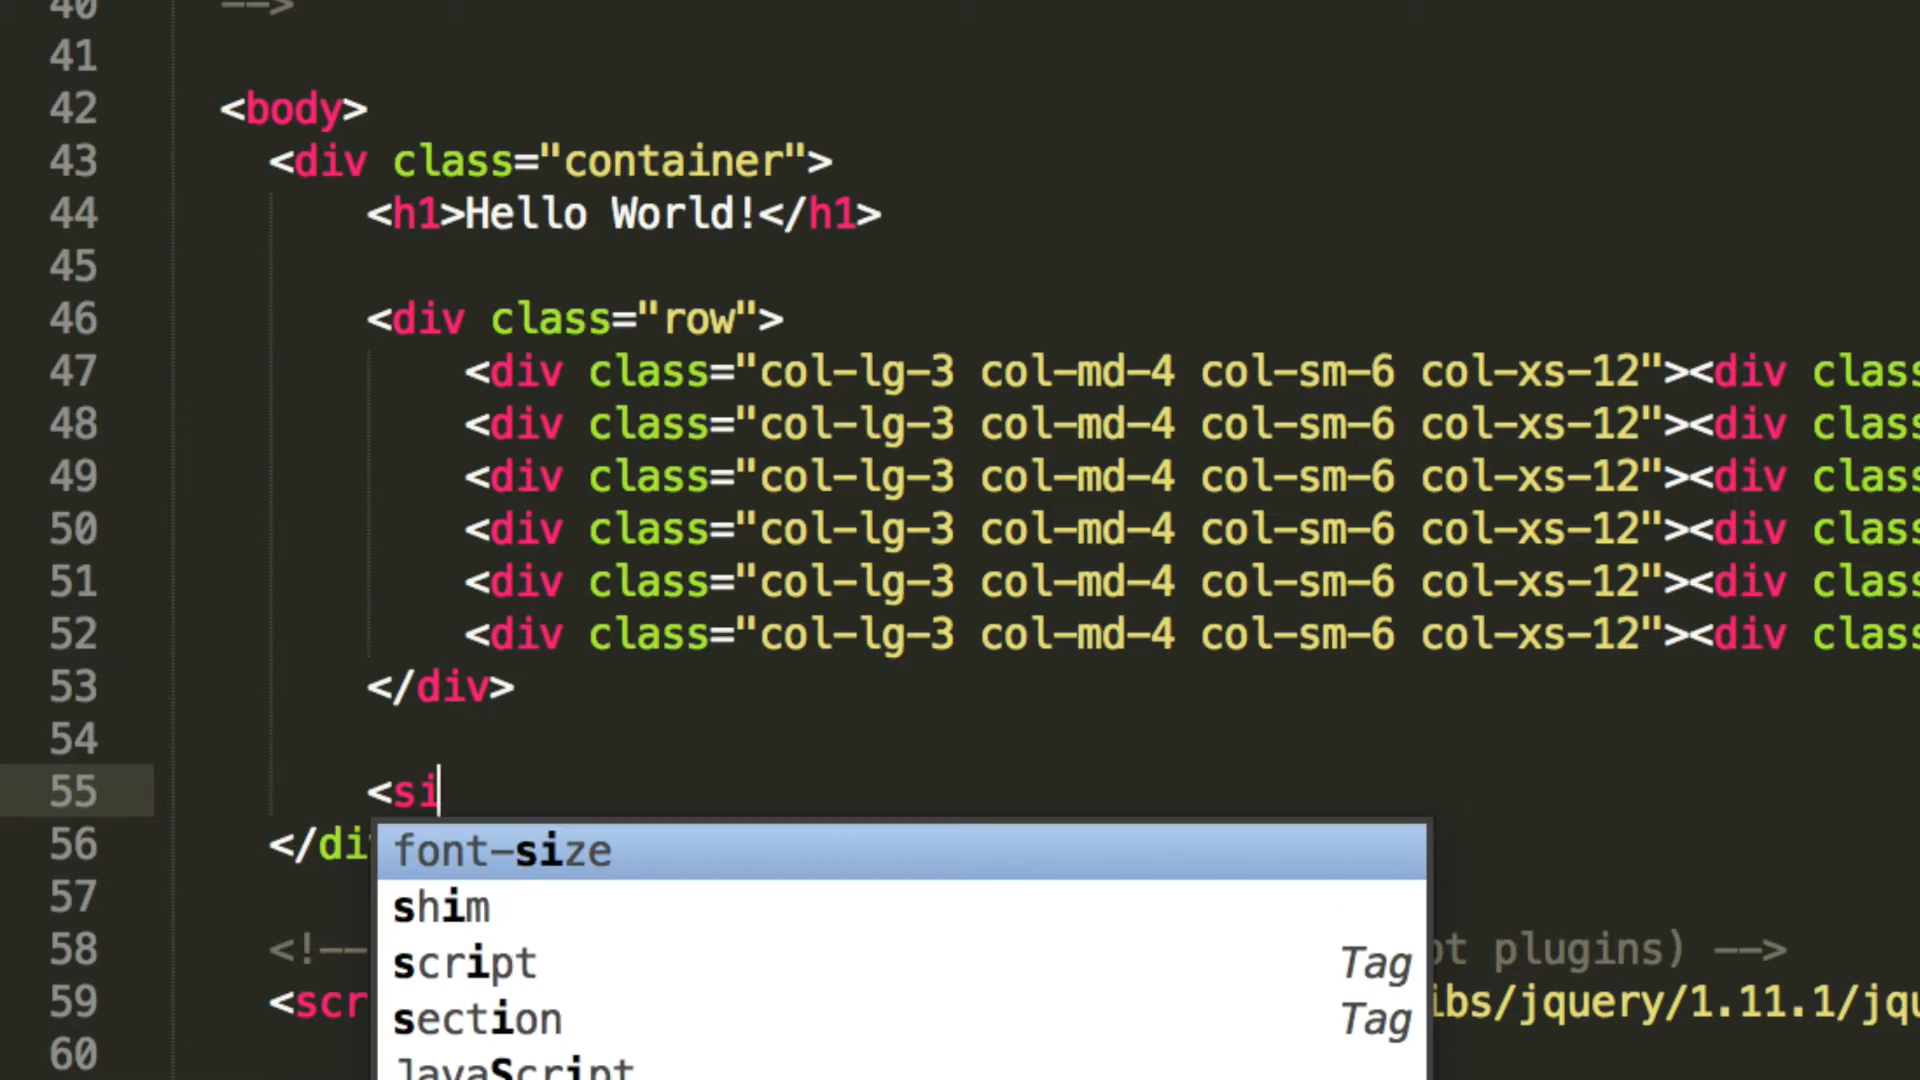 40 -->
41
42 <body>
43 <div class="container">
44 <h1>Hello World!</h1>
45
46 <div class="row">
47 <div class="col-lg-3 col-md-4 col-sm-6 col-xs-12"><div class
48 <div class="col-lg-3 col-md-4 col-sm-6 col-xs-12"><div class
49 <div class="col-lg-3 col-md-4 col-sm-6 col-xs-12"><div class
50 <div class="col-lg-3 col-md-4 col-sm-6 col-xs-12"><div class
51 <div class="col-lg-3 col-md-4 col-sm-6 col-xs-12"><div class
52 <div class="col-lg-3 col-md-4 col-sm-6 col-xs-12"><div class
53 </div>
54
55 <si
56 </di
font-size
57
shim
58 <!-- pt plugins) -->
script Tag
59 <scr ibs/jquery/1.11.1/jqu
section Tag
60
JavaScript